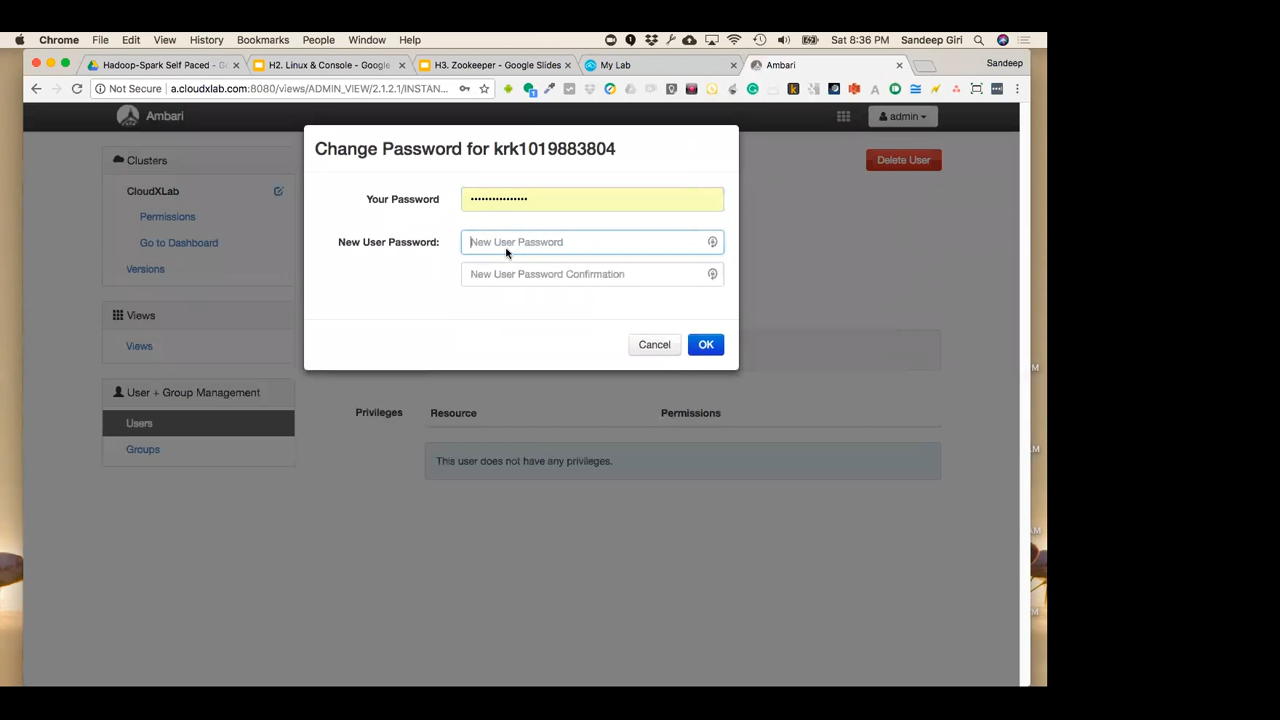 Chrome File Edit View History Bookmarks People Window Help Sat 8:36 PM Sandeep Giri
Hadoop-Spark Self Paced - G × H2. Linux & Console - Google × H3. Zookeeper - Google Slides × My Lab × Ambari × Sandeep
Not Secure a.cloudxlab.com:8080/views/ADMIN_VIEW/2.1.2.1/INSTAN...
Ambari admin
Change Password for krk1019883804
Clusters
Delete User
CloudXLab
Your Password ••••••••••••••••
Permissions
Go to Dashboard
New User Password: New User Password
Versions
New User Password Confirmation
Views
Views
Cancel OK
User + Group Management
Privileges Resource Permissions
Users
Groups
This user does not have any privileges.